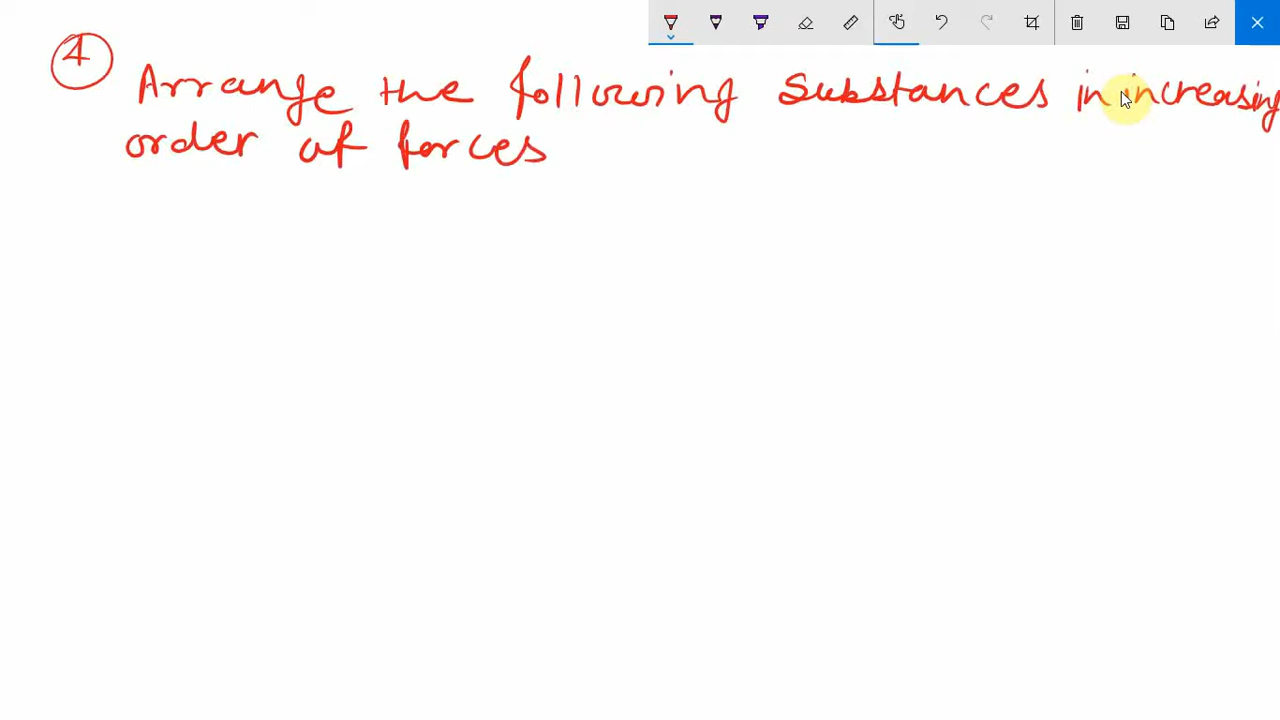 4
Arrange the following substances in increasing
order of forces